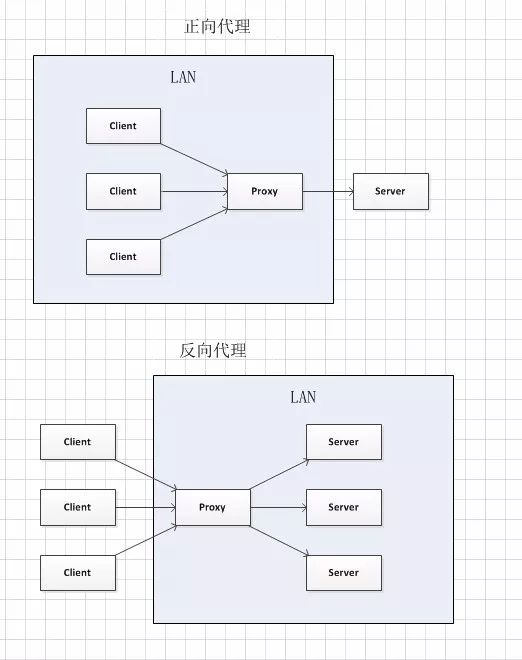 正向代理
LAN
Client
Client
Proxy
Server
Client
反向代理
LAN
Client
Server
Client
Proxy
Server
Client
Server